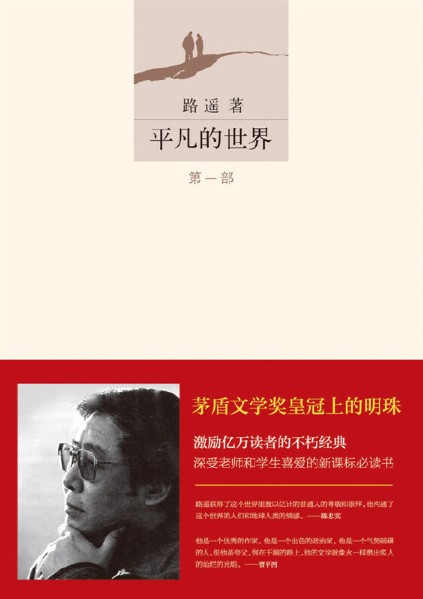 路遥 著
平凡的世界
第一部
茅盾文学奖皇冠上的明珠
激励亿万读者的不朽经典
深受老师和学生喜爱的新课标必读书
路遥获得了这个世界里数以亿计的普通人的尊敬和崇拜，他沟通了
这个世界的人们和地球人类的情感。——陈忠实
他是一个优秀的作家，他是一个出色的政治家，他是一个气势磅礴
的人。但他是夸父，倒在干渴的路上。他的文学就像火一样燃出炙人
的灿烂的光焰。——贾平凹